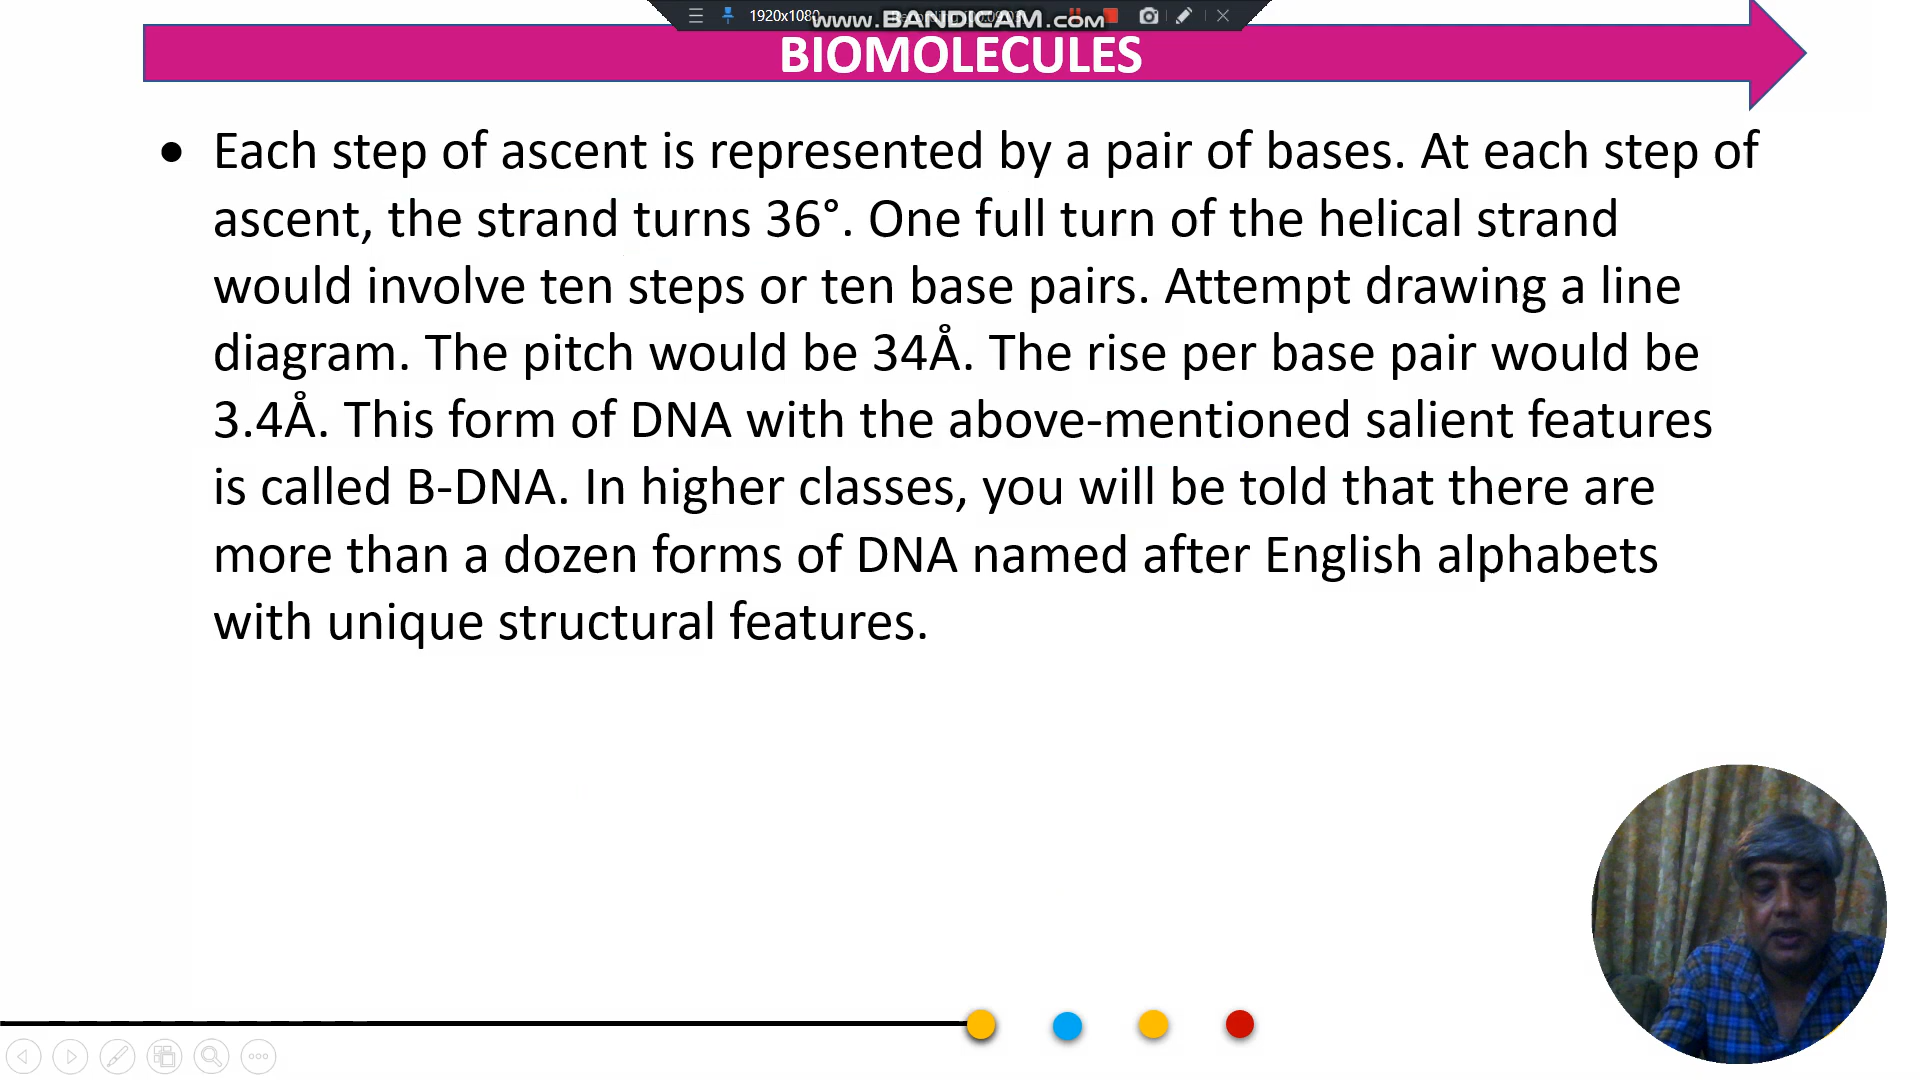 1920x1080
www.BANDICAM.com
BIOMOLECULES
• Each step of ascent is represented by a pair of bases. At each step of
ascent, the strand turns 36°. One full turn of the helical strand
would involve ten steps or ten base pairs. Attempt drawing a line
diagram. The pitch would be 34Å. The rise per base pair would be
3.4Å. This form of DNA with the above-mentioned salient features
is called B-DNA. In higher classes, you will be told that there are
more than a dozen forms of DNA named after English alphabets
with unique structural features.